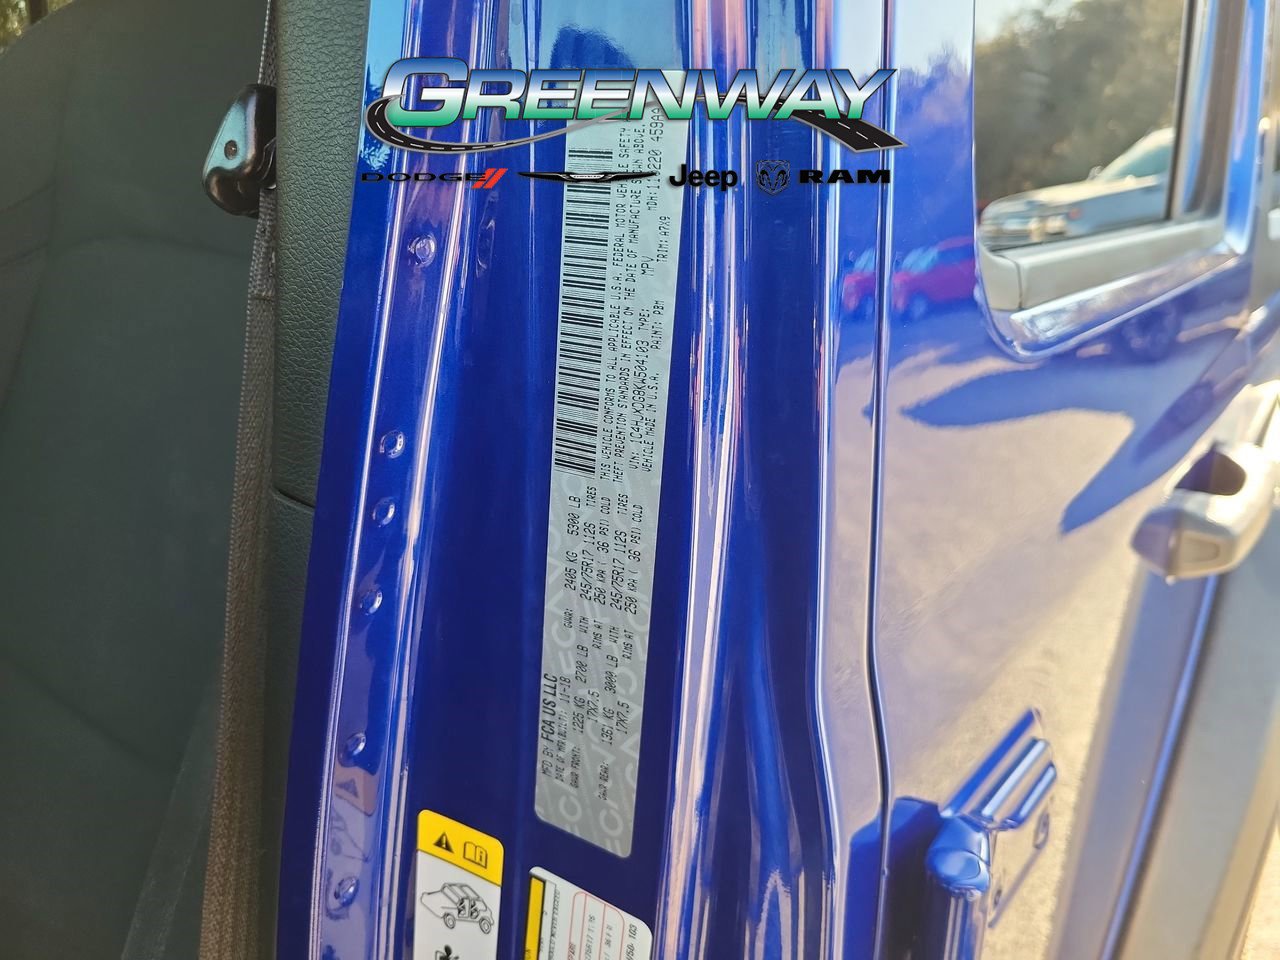 GREENWAY
DODGE Jeep RAM
MFD BY FCA US LLC
DATE OF MFR (BUILT): 11-18 GVWR: 2405 KG 5300 LB
GAWR FRONT: 1225 KG 2700 LB WITH 245/75R17 112S TIRES
17X7.5 RIMS AT 250 KPA ( 36 PSI) COLD
GAWR REAR: 1361 KG 3000 LB WITH 245/75R17 112S TIRES
17X7.5 RIMS AT 250 KPA ( 36 PSI) COLD
THIS VEHICLE CONFORMS TO ALL APPLICABLE U.S.A. FEDERAL MOTOR VEHICLE SAFETY
THEFT PREVENTION STANDARDS IN EFFECT ON THE DATE OF MANUFACTURE SHOWN ABOVE.
VIN: 1C4HJXDG8KW504103 TYPE: MPV
VEHICLE MADE IN U.S.A. PAINT: PBM TRIM: A7X9